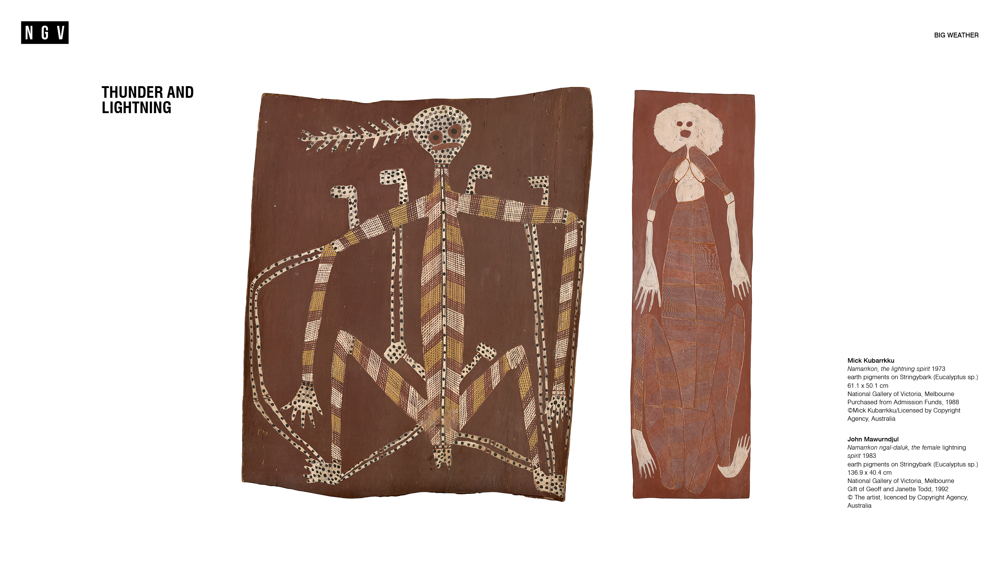 NGV
BIG WEATHER
THUNDER AND
LIGHTNING
Mick Kubarrkku
Namarrkon, the lightning spirit 1973
earth pigments on Stringybark (Eucalyptus sp.)
61.1 x 50.1 cm
National Gallery of Victoria, Melbourne
Purchased from Admission Funds, 1988
©Mick Kubarrkku/Licensed by Copyright
Agency, Australia
John Mawurndjul
Namarrkon ngal-daluk, the female lightning
spirit 1983
earth pigments on Stringybark (Eucalyptus sp.)
136.9 x 40.4 cm
National Gallery of Victoria, Melbourne
Gift of Geoff and Janette Todd, 1992
© The artist, licenced by Copyright Agency,
Australia